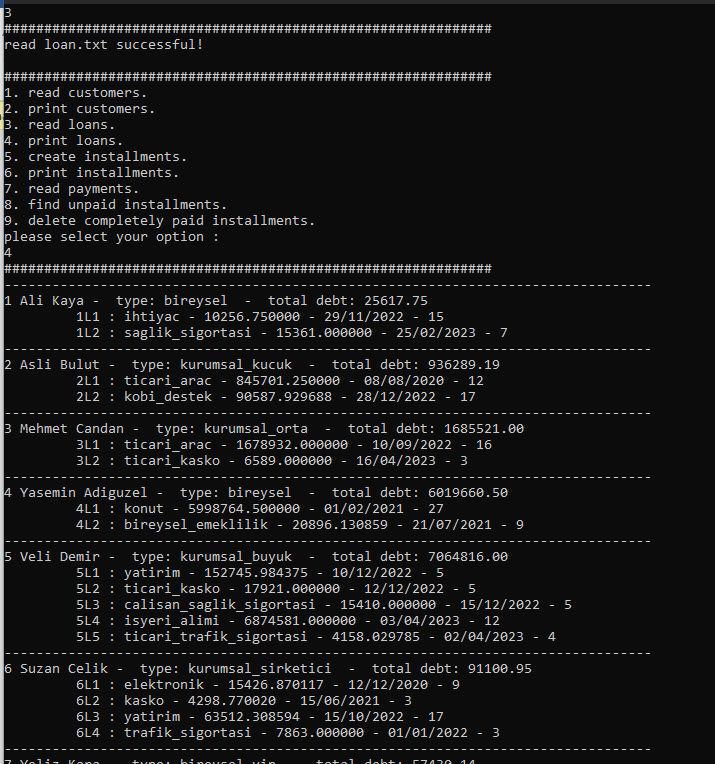 3
#############################################################
read loan.txt successful!
#############################################################
1. read customers.
2. print customers.
3. read loans.
4. print loans.
5. create installments.
6. print installments.
7. read payments.
8. find unpaid installments.
9. delete completely paid installments.
please select your option :
4
#############################################################
---------------------------------------------------------------------------------
1 Ali Kaya -  type: bireysel  -  total debt: 25617.75
1L1 : ihtiyac - 10256.750000 - 29/11/2022 - 15
1L2 : saglik_sigortasi - 15361.000000 - 25/02/2023 - 7
---------------------------------------------------------------------------------
2 Asli Bulut -  type: kurumsal_kucuk  -  total debt: 936289.19
2L1 : ticari_arac - 845701.250000 - 08/08/2020 - 12
2L2 : kobi_destek - 90587.929688 - 28/12/2022 - 17
---------------------------------------------------------------------------------
3 Mehmet Candan -  type: kurumsal_orta  -  total debt: 1685521.00
3L1 : ticari_arac - 1678932.000000 - 10/09/2022 - 16
3L2 : ticari_kasko - 6589.000000 - 16/04/2023 - 3
---------------------------------------------------------------------------------
4 Yasemin Adiguzel -  type: bireysel  -  total debt: 6019660.50
4L1 : konut - 5998764.500000 - 01/02/2021 - 27
4L2 : bireysel_emeklilik - 20896.130859 - 21/07/2021 - 9
---------------------------------------------------------------------------------
5 Veli Demir -  type: kurumsal_buyuk  -  total debt: 7064816.00
5L1 : yatirim - 152745.984375 - 10/12/2022 - 5
5L2 : ticari_kasko - 17921.000000 - 12/12/2022 - 5
5L3 : calisan_saglik_sigortasi - 15410.000000 - 15/12/2022 - 5
5L4 : isyeri_alimi - 6874581.000000 - 03/04/2023 - 12
5L5 : ticari_trafik_sigortasi - 4158.029785 - 02/04/2023 - 4
---------------------------------------------------------------------------------
6 Suzan Celik -  type: kurumsal_sirketici  -  total debt: 91100.95
6L1 : elektronik - 15426.870117 - 12/12/2020 - 9
6L2 : kasko - 4298.770020 - 15/06/2021 - 3
6L3 : yatirim - 63512.308594 - 15/10/2022 - 17
6L4 : trafik_sigortasi - 7863.000000 - 01/01/2022 - 3
---------------------------------------------------------------------------------